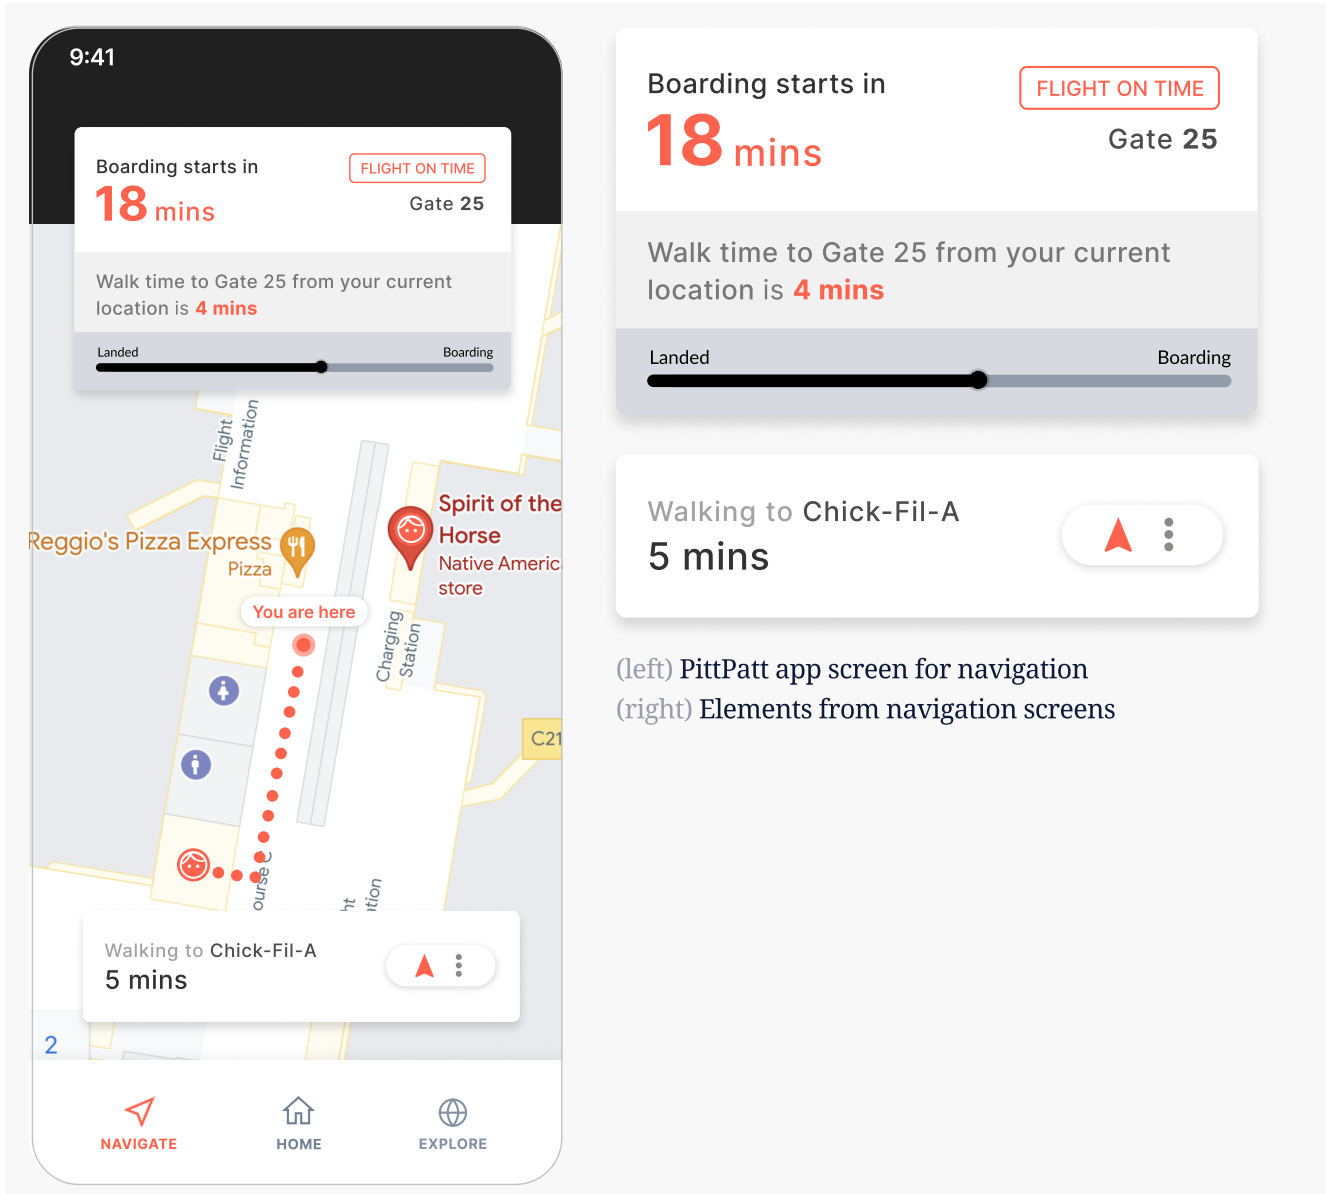 9:41
Boarding starts in
FLIGHT ON TIME
18 mins
Gate 25
Walk time to Gate 25 from your current
location is 4 mins
Landed
Boarding
Flight
Information
Spirit of the
Horse
Native Americ
store
Reggio's Pizza Express
Pizza
You are here
Charging
Station
C21
ourse C
ht
ation
Walking to Chick-Fil-A
5 mins
2
NAVIGATE
HOME
EXPLORE
Boarding starts in
FLIGHT ON TIME
18 mins
Gate 25
Walk time to Gate 25 from your current
location is 4 mins
Landed
Boarding
Walking to Chick-Fil-A
5 mins
(left) PittPatt app screen for navigation
(right) Elements from navigation screens